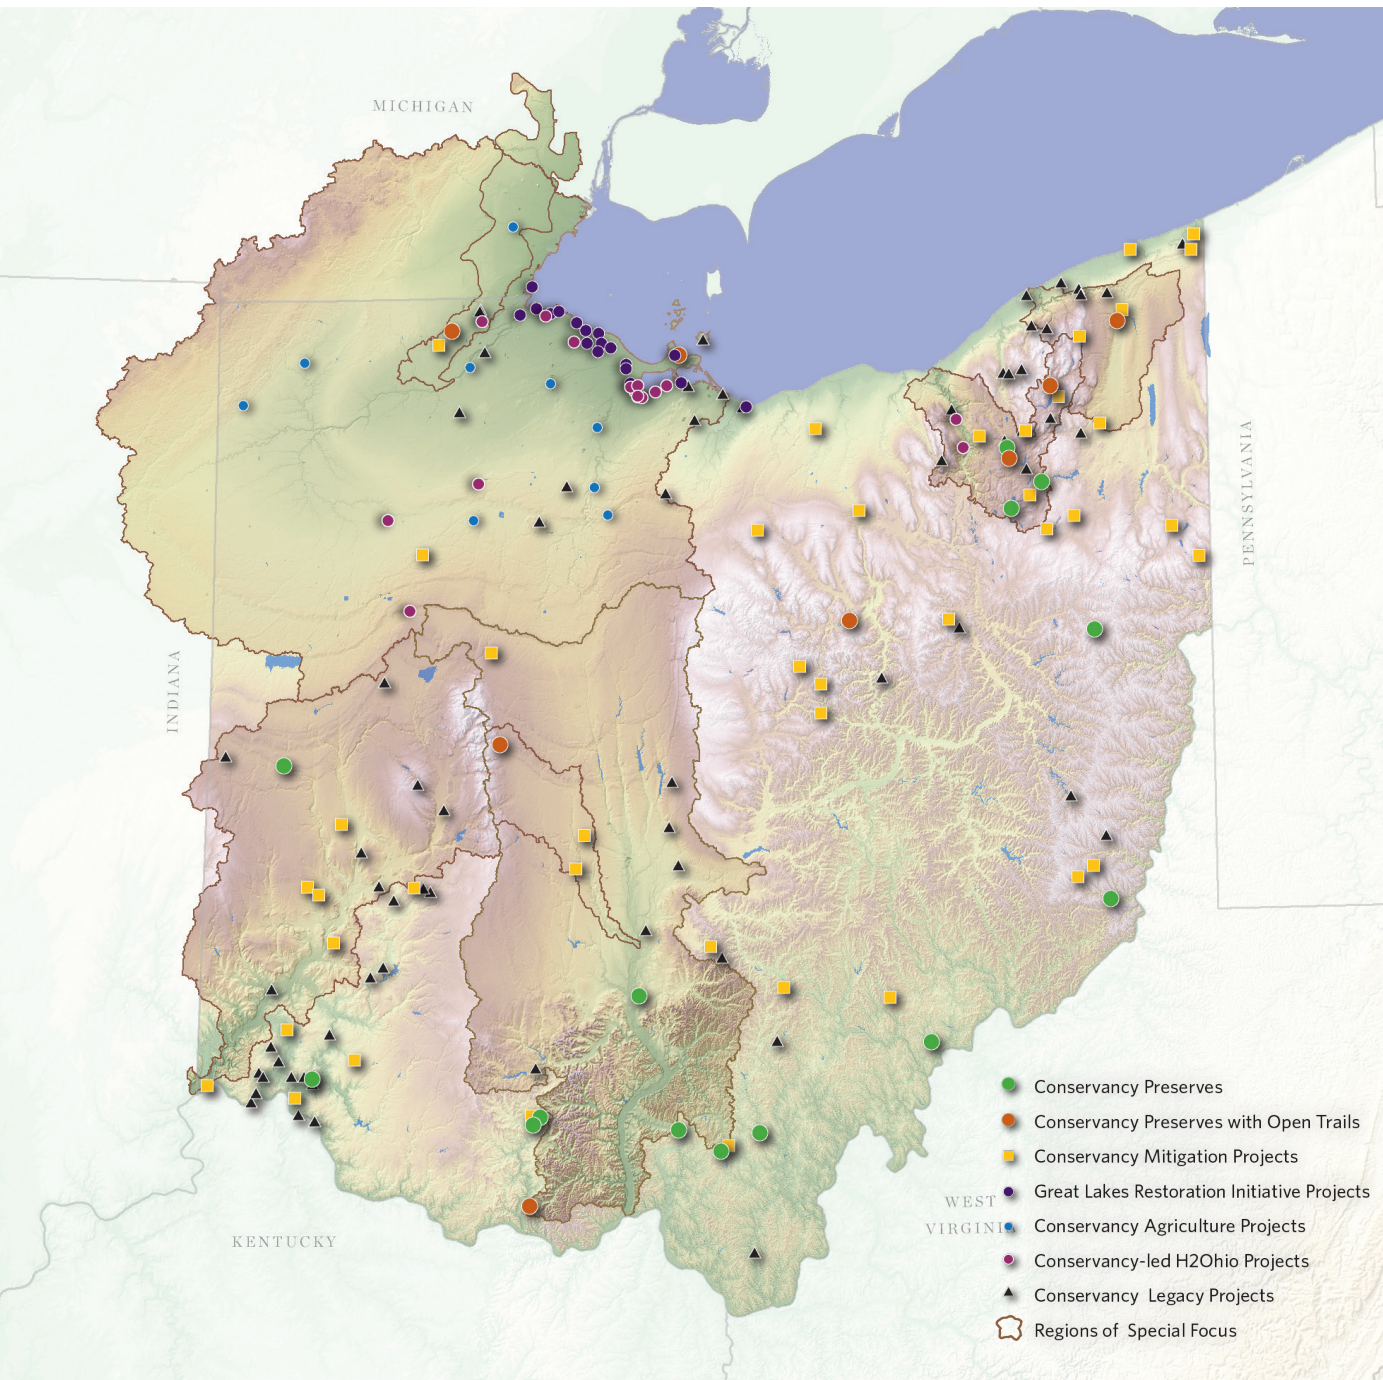 MICHIGAN
PENNSYLVANIA
INDIANA
WEST
VIRGINI
KENTUCKY
Conservancy Preserves
Conservancy Preserves with Open Trails
Conservancy Mitigation Projects
Great Lakes Restoration Initiative Projects
Conservancy Agriculture Projects
Conservancy-led H2Ohio Projects
Conservancy Legacy Projects
Regions of Special Focus